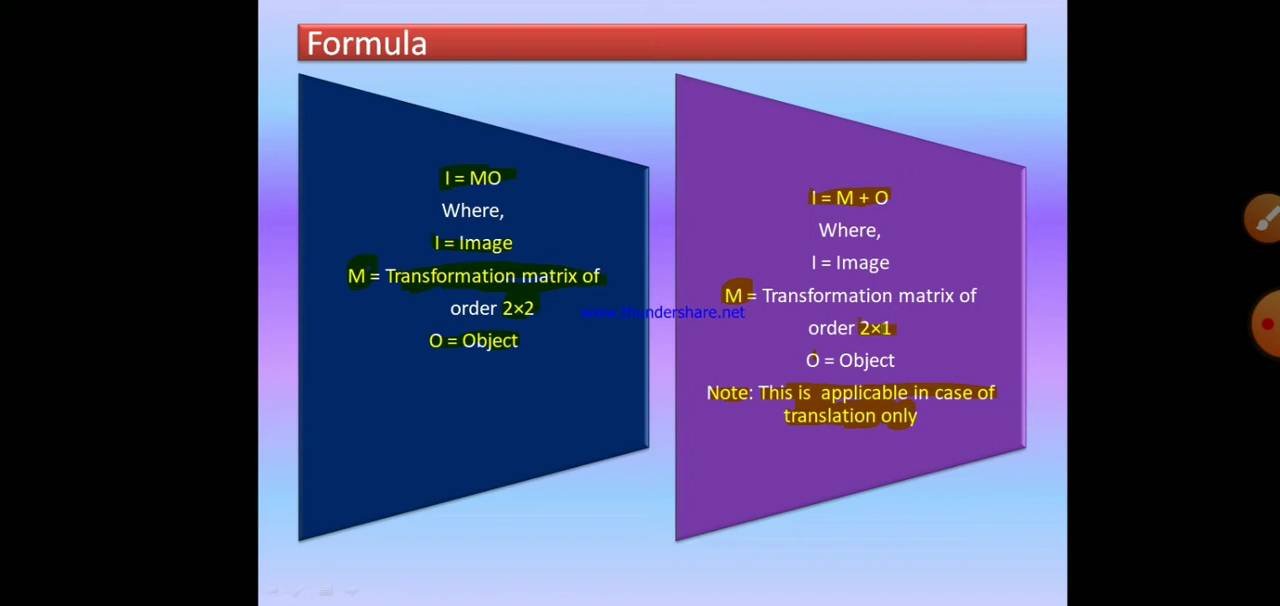 Formula
I = MO
Where,
I = Image
M = Transformation matrix of
order 2×2
O = Object
I = M + O
Where,
I = Image
M = Transformation matrix of
order 2×1
O = Object
Note: This is applicable in case of
translation only
www.thundershare.net